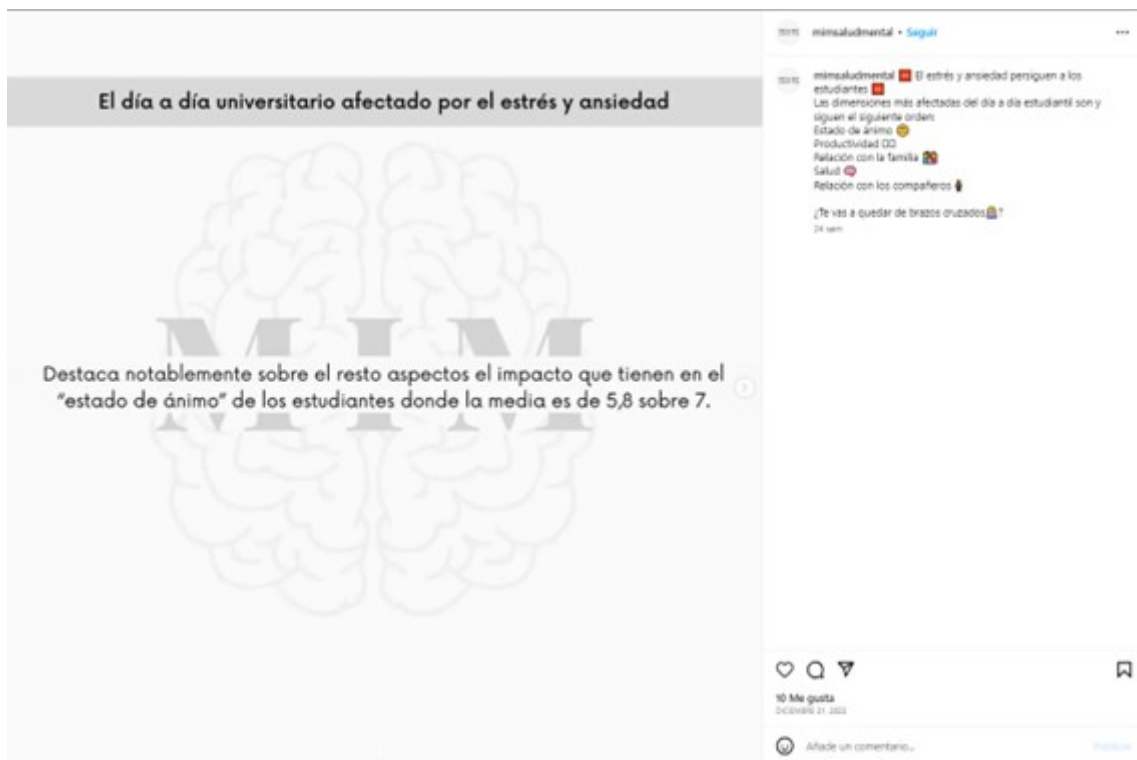 El día a día universitario afectado por el estrés y ansiedad
MIM
Destaca notablemente sobre el resto aspectos el impacto que tienen en el
“estado de ánimo” de los estudiantes donde la media es de 5,8 sobre 7.
mimsaludmental • Seguir
mimsaludmental El estrés y ansiedad persiguen a los
estudiantes
Las dimensiones más afectadas del día a día estudiantil son y
siguen el siguiente orden:
Estado de ánimo
Productividad
Relación con la familia
Salud
Relación con los compañeros
¿Te vas a quedar de brazos cruzados?
24 sem
10 Me gusta
DICIEMBRE 21, 2022
Añade un comentario...
Publicar